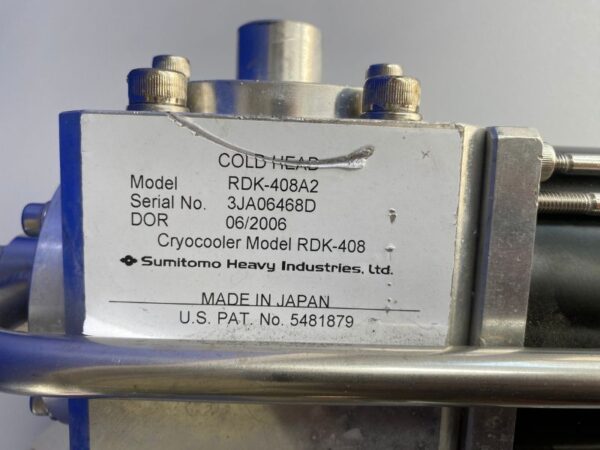 COLD HEAD
Model RDK-408A2
Serial No. 3JA06468D
DOR 06/2006
Cryocooler Model RDK-408
Sumitomo Heavy Industries, Ltd.
MADE IN JAPAN
U.S. PAT. No. 5481879